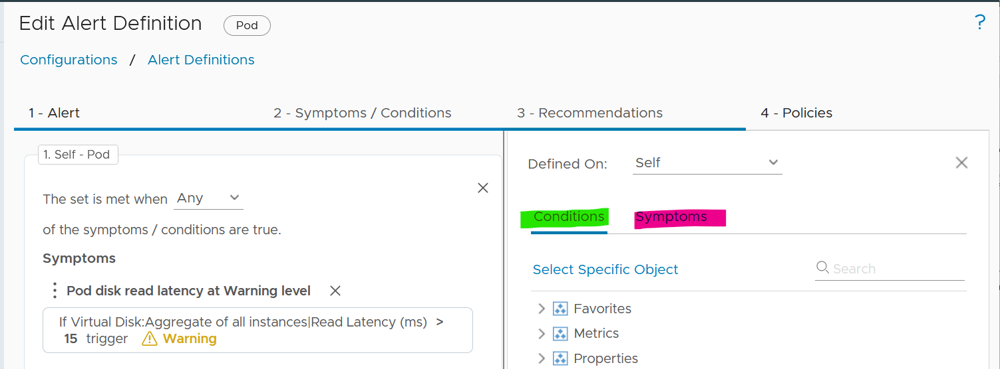 Edit Alert Definition Pod ?
Configurations / Alert Definitions
1 - Alert 2 - Symptoms / Conditions 3 - Recommendations 4 - Policies
1. Self - Pod
The set is met when Any
of the symptoms / conditions are true.
Symptoms
Pod disk read latency at Warning level
If Virtual Disk:Aggregate of all instances|Read Latency (ms) >
15 trigger Warning
Defined On: Self
Conditions Symptoms
Select Specific Object Search
Favorites
Metrics
Properties